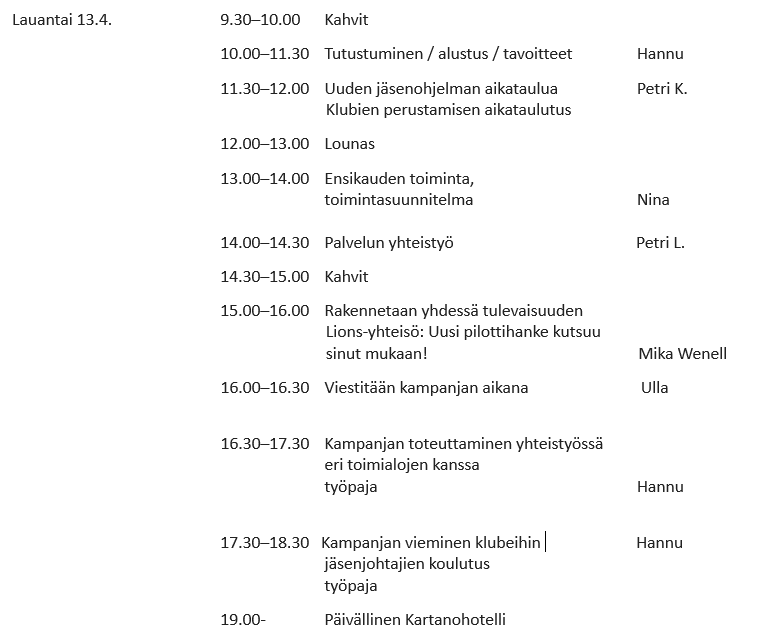 Lauantai 13.4. 9.30–10.00 Kahvit
10.00–11.30 Tutustuminen / alustus / tavoitteet Hannu
11.30–12.00 Uuden jäsenohjelman aikataulua Petri K.
Klubien perustamisen aikataulutus
12.00–13.00 Lounas
13.00–14.00 Ensikauden toiminta,
toimintasuunnitelma Nina
14.00–14.30 Palvelun yhteistyö Petri L.
14.30–15.00 Kahvit
15.00–16.00 Rakennetaan yhdessä tulevaisuuden
Lions-yhteisö: Uusi pilottihanke kutsuu
sinut mukaan! Mika Wenell
16.00–16.30 Viestitään kampanjan aikana Ulla
16.30–17.30 Kampanjan toteuttaminen yhteistyössä
eri toimialojen kanssa
työpaja Hannu
17.30–18.30 Kampanjan vieminen klubeihin Hannu
jäsenjohtajien koulutus
työpaja
19.00- Päivällinen Kartanohotelli